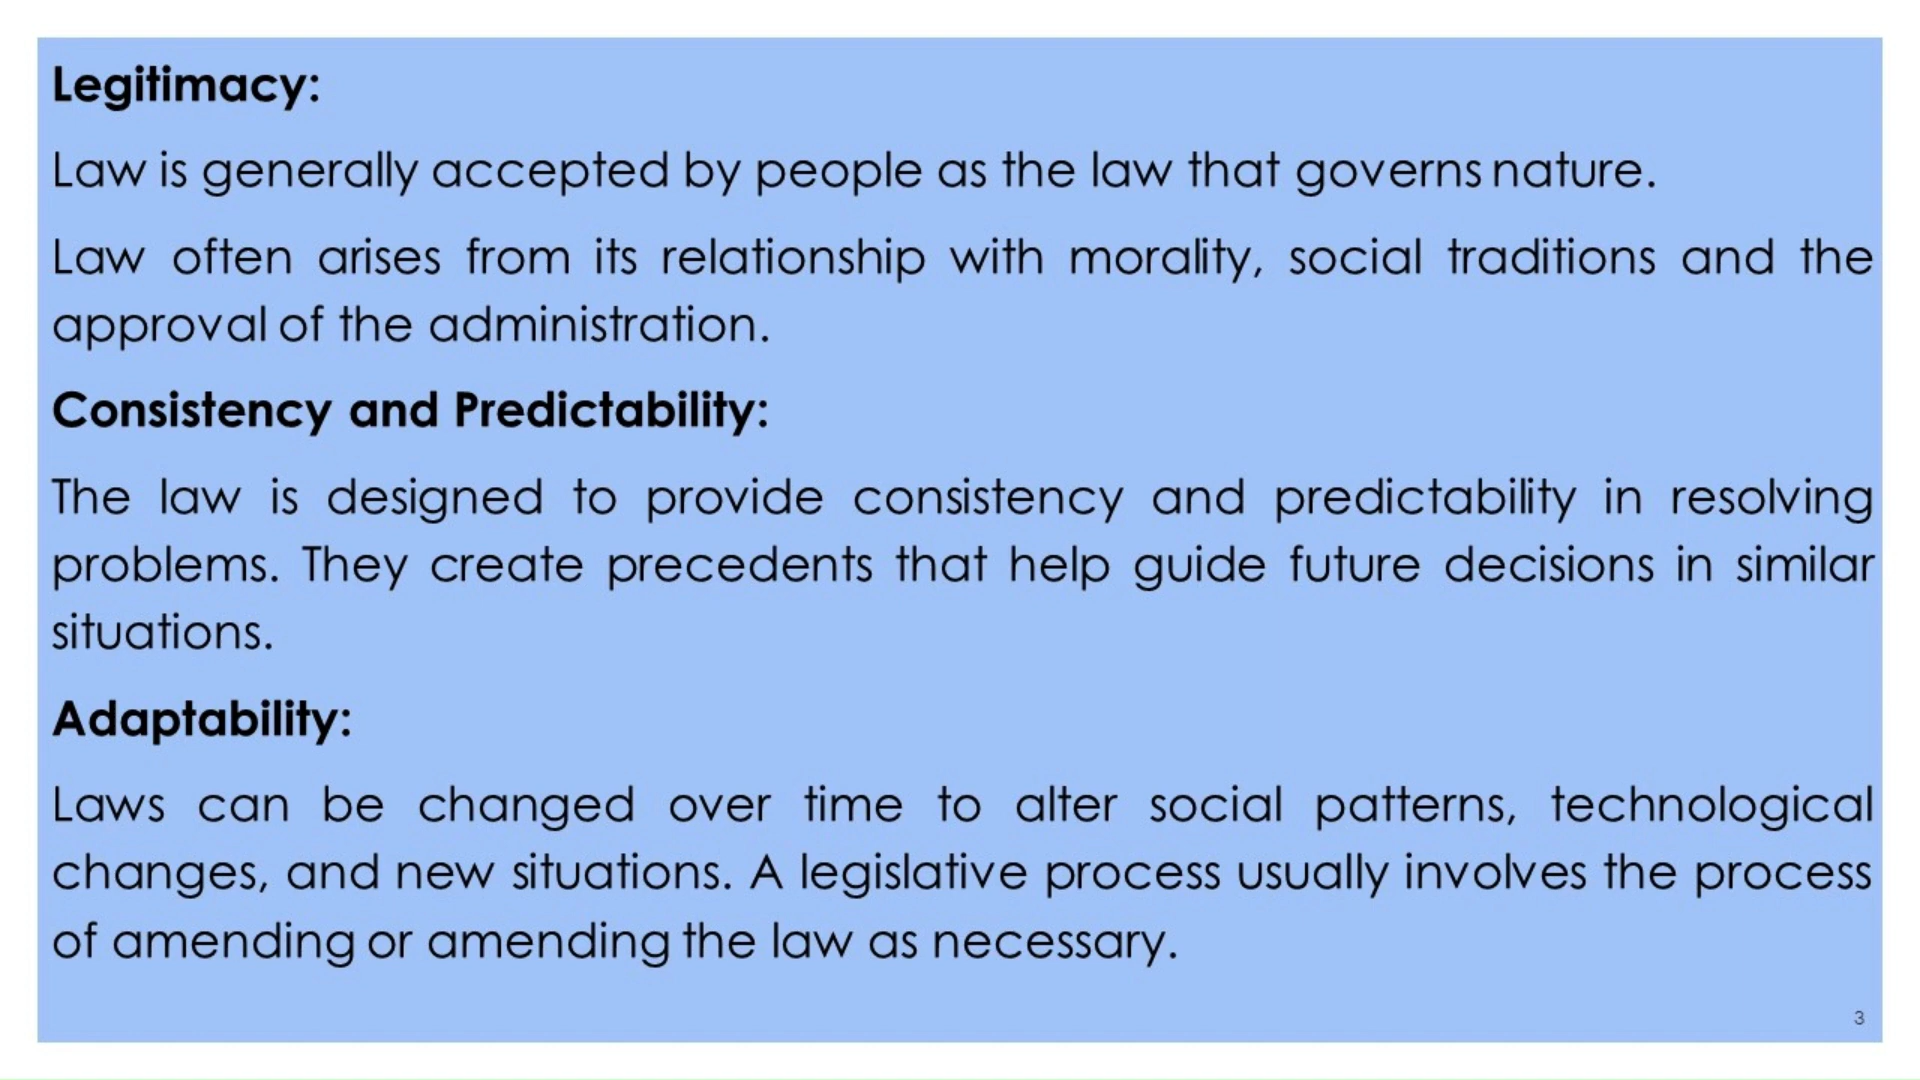 Legitimacy:
Law is generally accepted by people as the law that governs nature.
Law often arises from its relationship with morality, social traditions and the
approval of the administration.
Consistency and Predictability:
The law is designed to provide consistency and predictability in resolving
problems. They create precedents that help guide future decisions in similar
situations.
Adaptability:
Laws can be changed over time to alter social patterns, technological
changes, and new situations. A legislative process usually involves the process
of amending or amending the law as necessary.
3